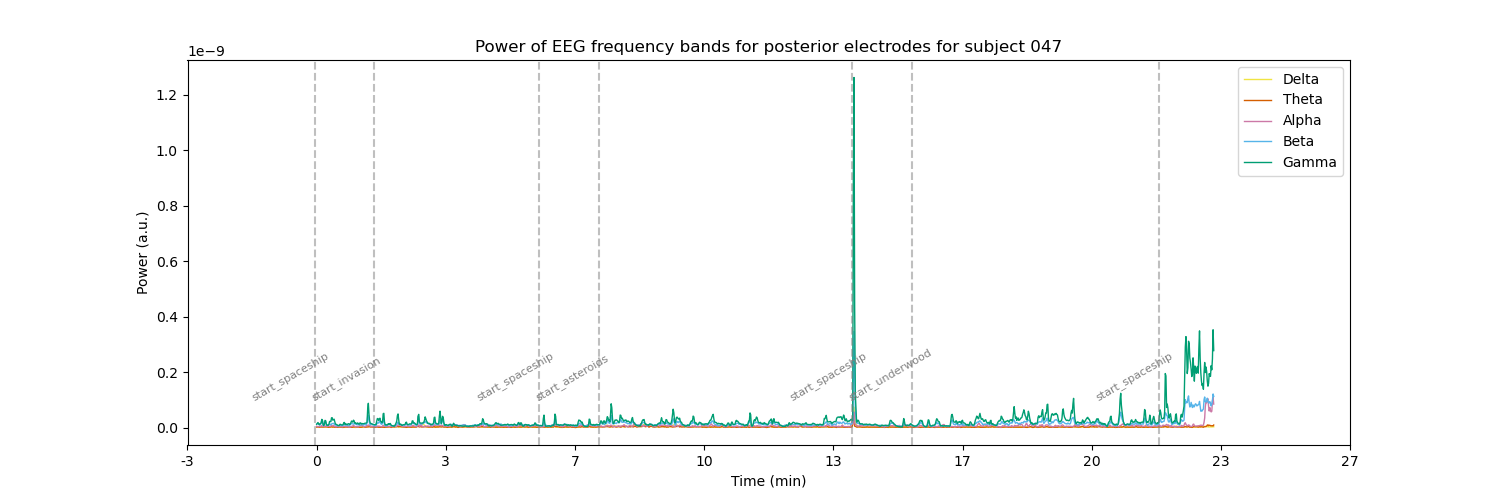 Power of EEG frequency bands for posterior electrodes for subject 047
1e−9
Delta
Theta
Alpha
Beta
Gamma
1.2
1.0
0.8
0.6
0.4
0.2
0.0
Power (a.u.)
start_spaceship
start_invasion
start_spaceship
start_asteroids
start_spaceship
start_underwood
start_spaceship
-3 0 3 7 10 13 17 20 23 27
Time (min)